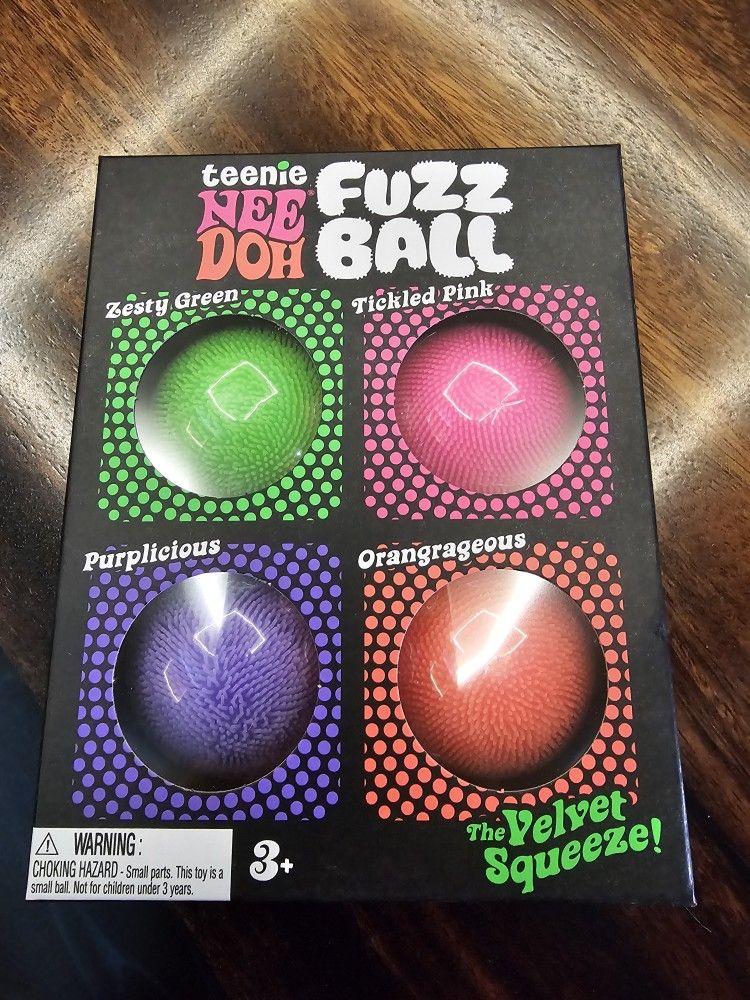 teenie
NEE
DOH
FUZZ
BALL
Zesty Green
Tickled Pink
Purplicious
Orangrageous
The Velvet
Squeeze!
WARNING:
CHOKING HAZARD - Small parts. This toy is a
small ball. Not for children under 3 years.
3+